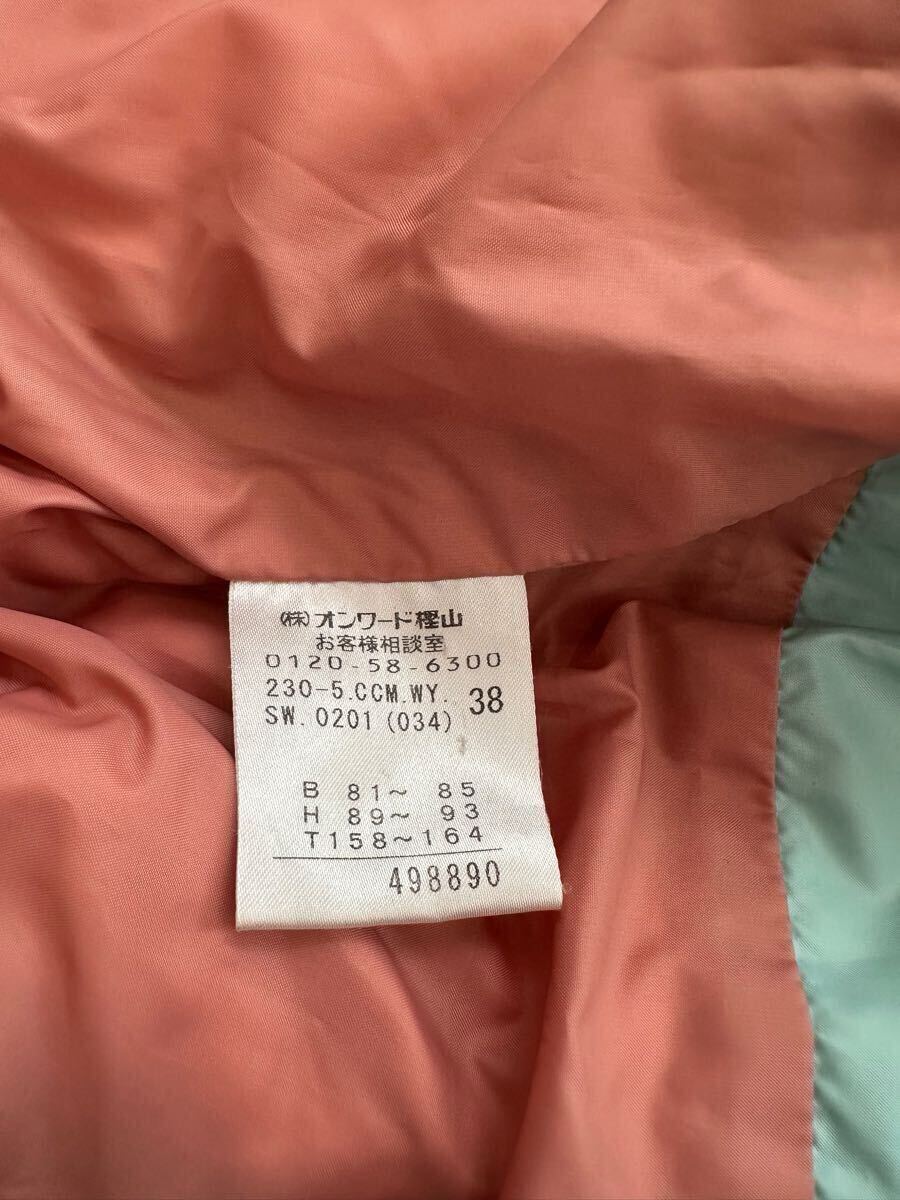 (株)オンワード樫山
お客様相談室
0120-58-6300
230-5.CCM.WY. 38
SW.0201(034)
B 81~ 85
H 89~ 93
T158~164
498890